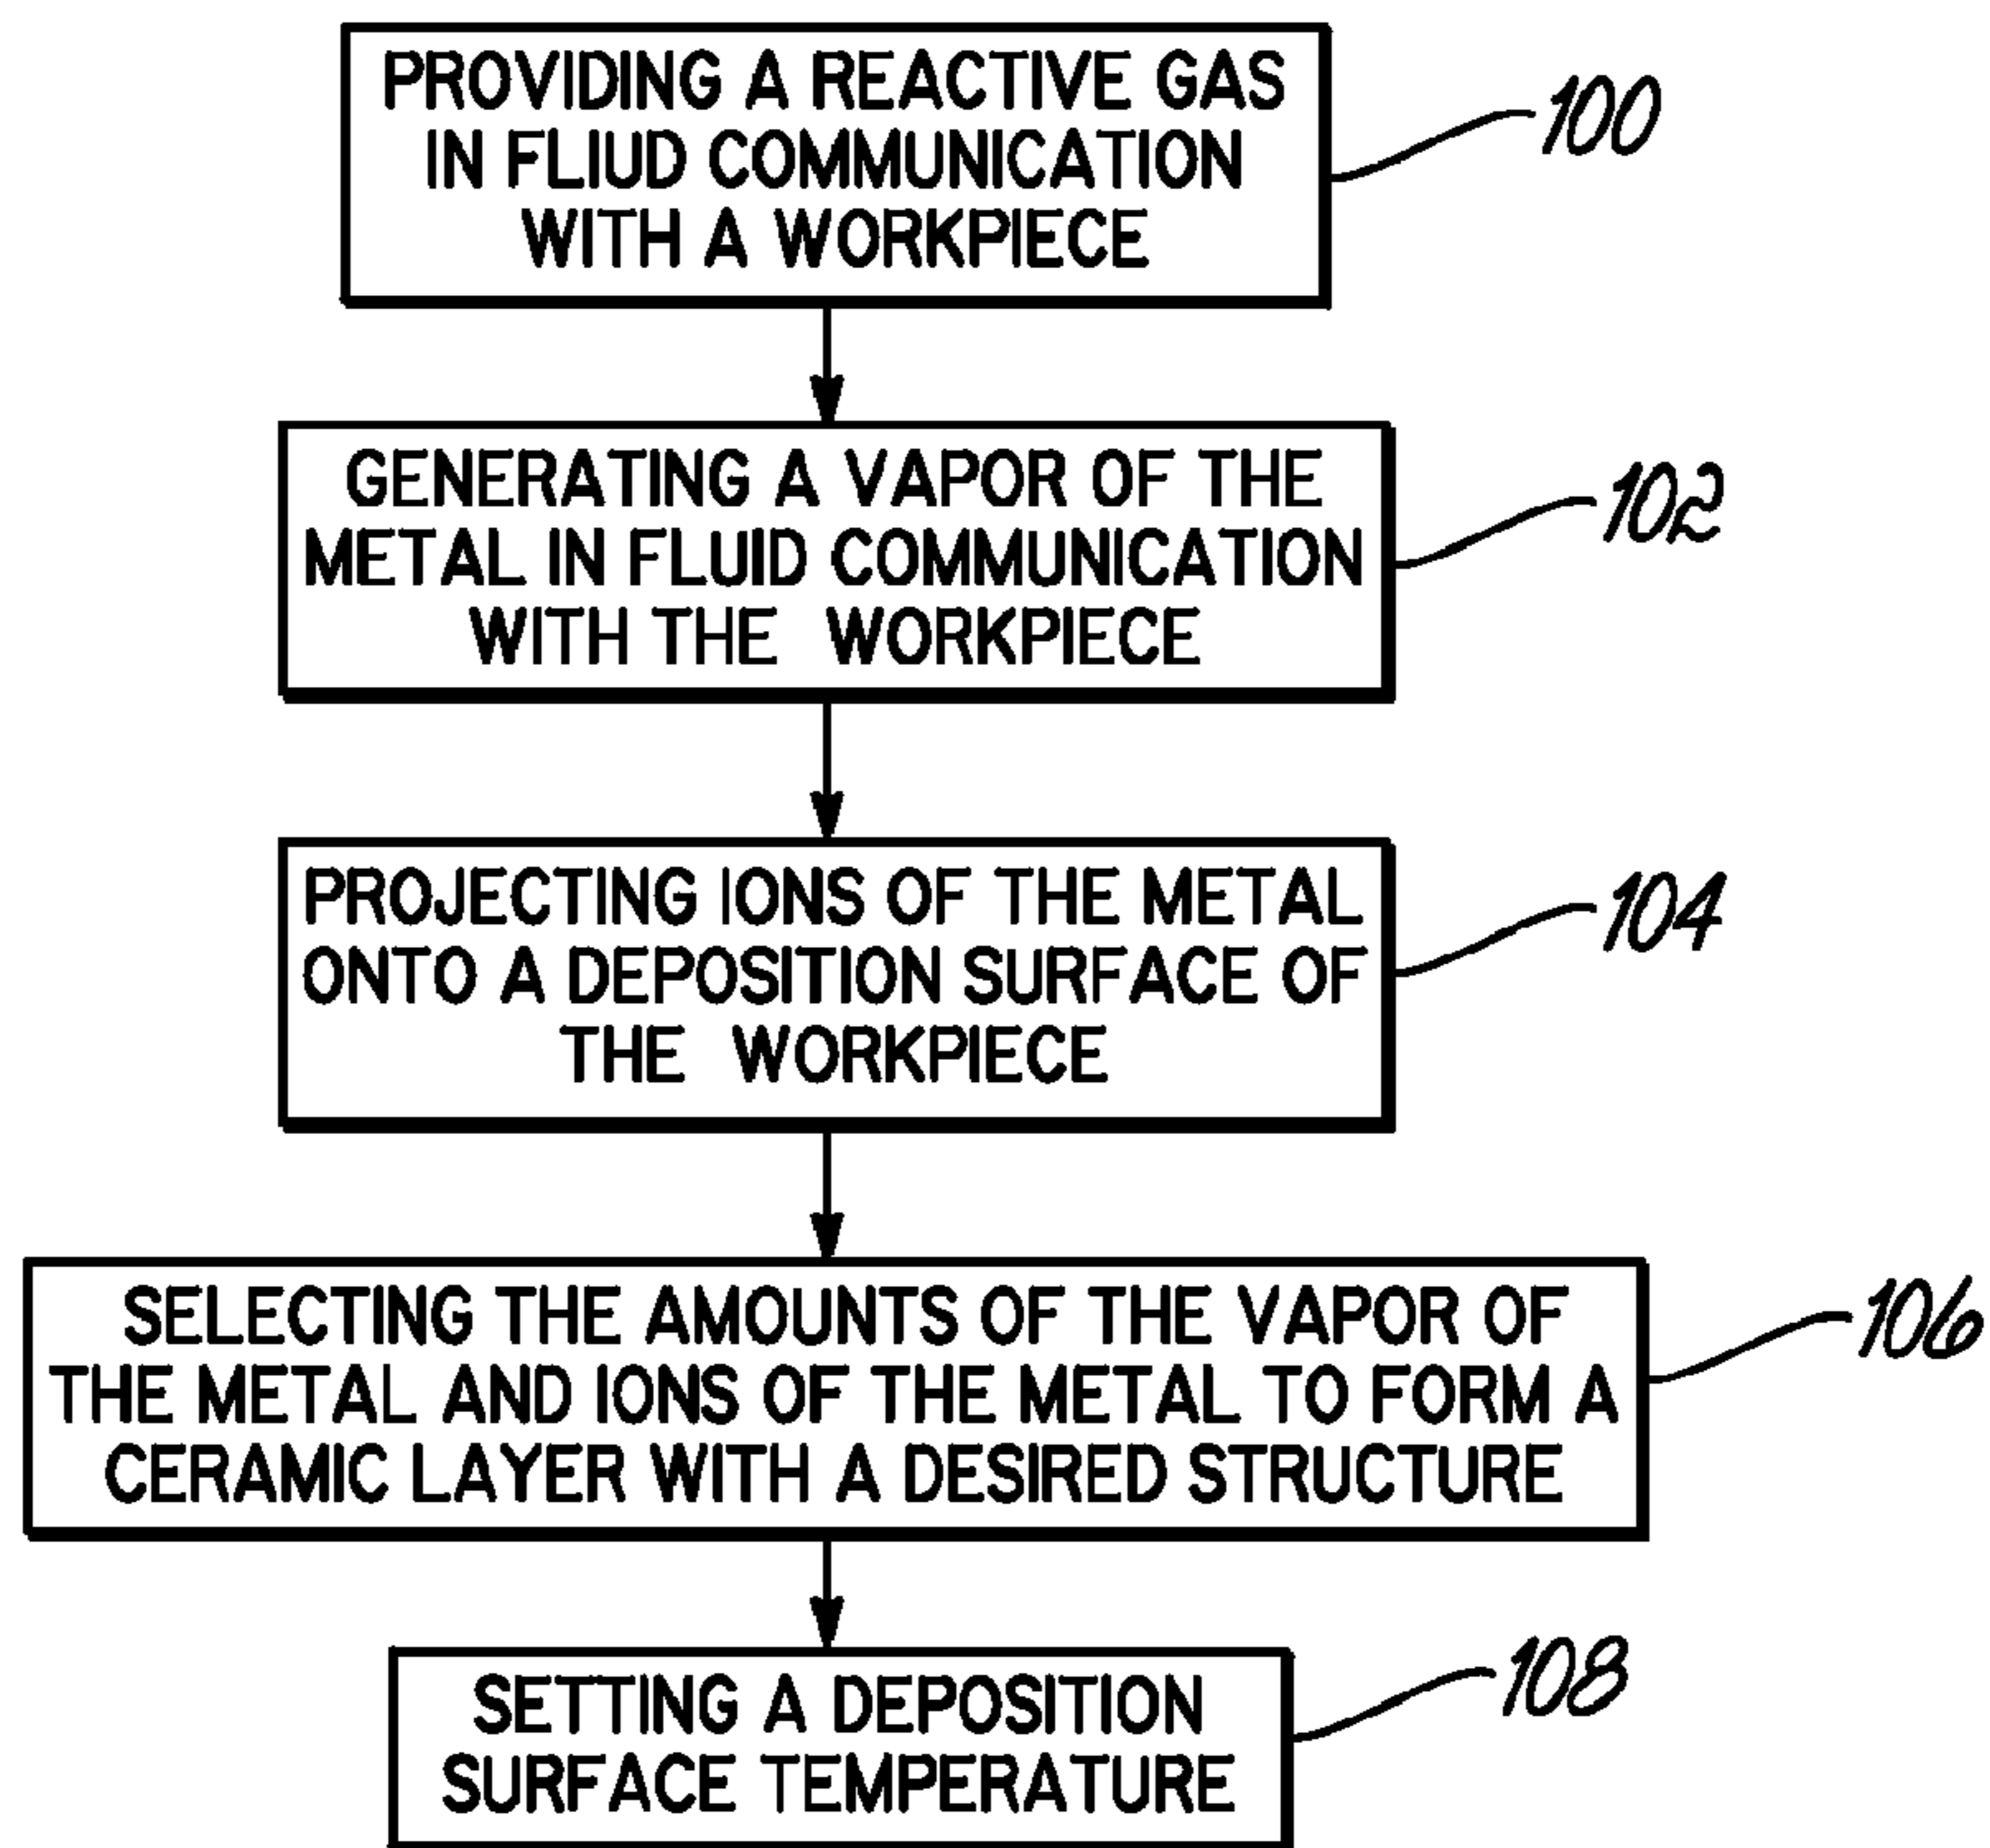 PROVIDING A REACTIVE GAS
IN FLIUD COMMUNICATION
WITH A WORKPIECE
100
GENERATING A VAPOR OF THE
METAL IN FLUID COMMUNICATION
WITH THE WORKPIECE
102
PROJECTING IONS OF THE METAL
ONTO A DEPOSITION SURFACE OF
THE WORKPIECE
104
SELECTING THE AMOUNTS OF THE VAPOR OF
THE METAL AND IONS OF THE METAL TO FORM A
CERAMIC LAYER WITH A DESIRED STRUCTURE
106
SETTING A DEPOSITION
SURFACE TEMPERATURE
108